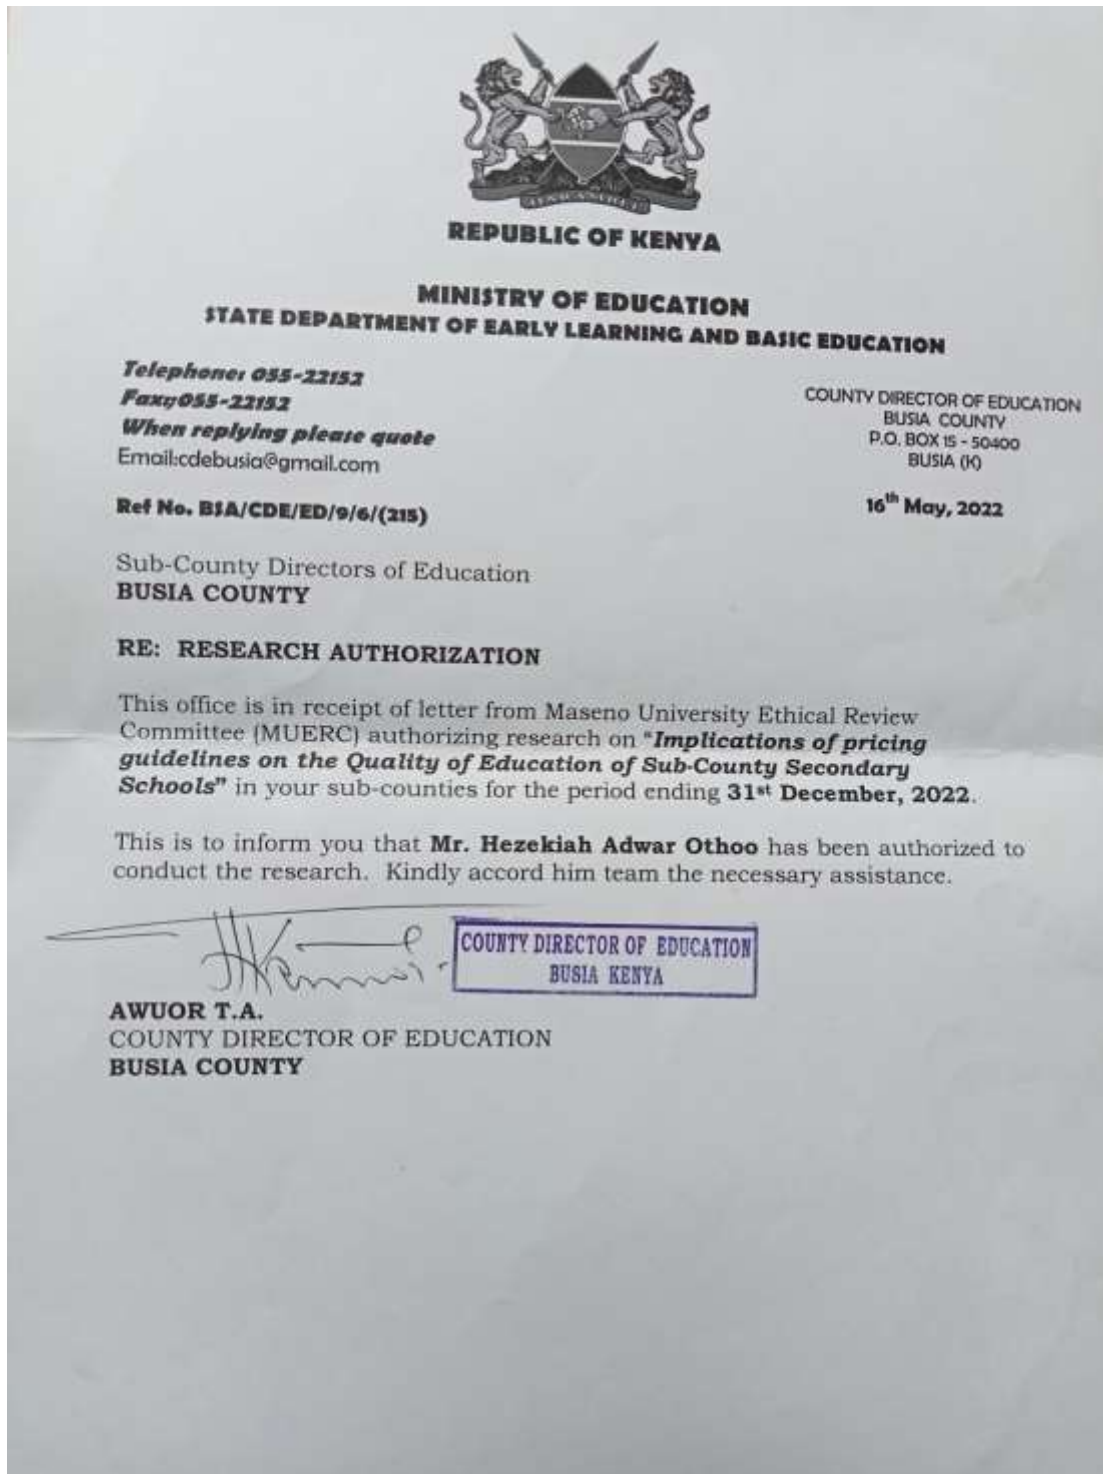 REPUBLIC OF KENYA
MINISTRY OF EDUCATION
STATE DEPARTMENT OF EARLY LEARNING AND BASIC EDUCATION
Telephone: 055-22152
Fax:;055-22152
When replying please quote
Email:cdebusia@gmail.com
Ref No. BSA/CDE/ED/9/6/(215)
COUNTY DIRECTOR OF EDUCATION
BUSIA COUNTY
P.O. BOX 15 - 50400
BUSIA (K)
16th May, 2022
Sub-County Directors of Education
BUSIA COUNTY
RE: RESEARCH AUTHORIZATION
This office is in receipt of letter from Maseno University Ethical Review
Committee (MUERC) authorizing research on "Implications of pricing
guidelines on the Quality of Education of Sub-County Secondary
Schools" in your sub-counties for the period ending 31st December, 2022.
This is to inform you that Mr. Hezekiah Adwar Othoo has been authorized to
conduct the research. Kindly accord him team the necessary assistance.
COUNTY DIRECTOR OF EDUCATION
BUSIA KENYA
AWUOR T.A.
COUNTY DIRECTOR OF EDUCATION
BUSIA COUNTY